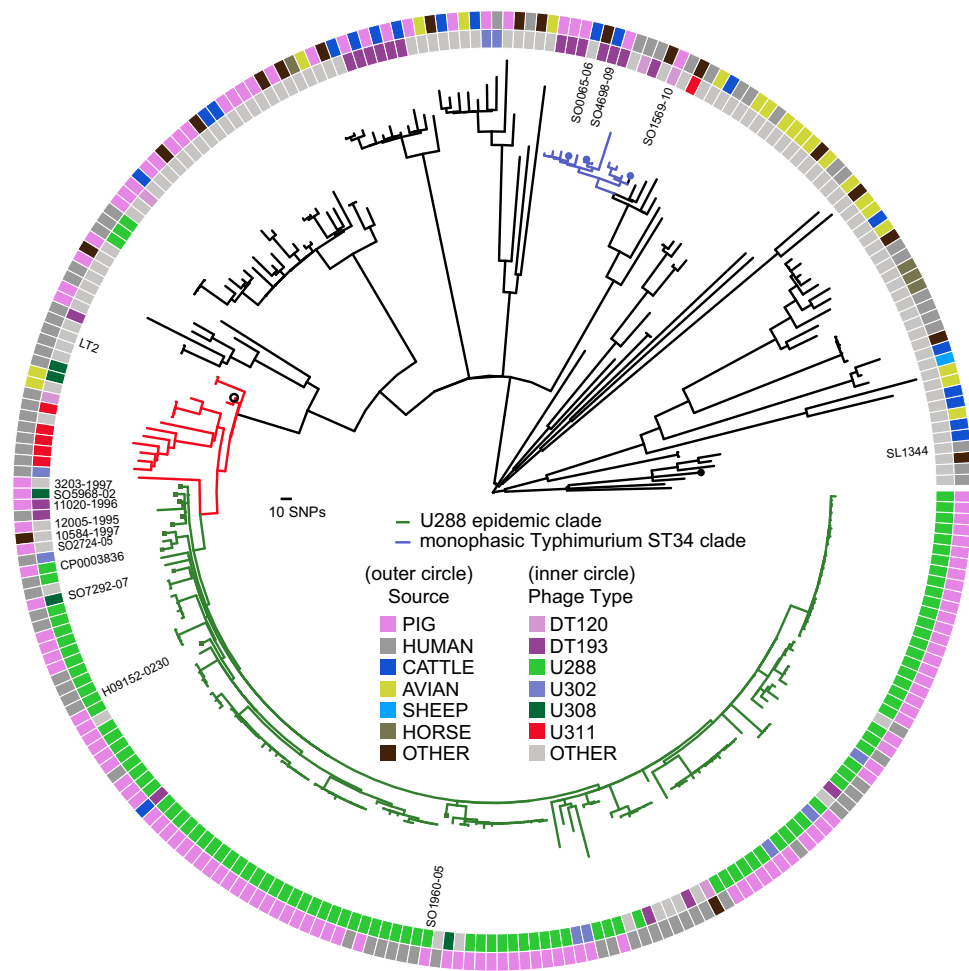 SO0065-06
SO4698-09
SO1569-10
LT2
SL1344
3203-1997
SO5968-02
11020-1996
12005-1995
10584-1997
SO2724-05
CP0003836
SO7292-07
H09152-0230
SO1960-05
10 SNPs
U288 epidemic clade
monophasic Typhimurium ST34 clade
(outer circle)
Source
PIG
HUMAN
CATTLE
AVIAN
SHEEP
HORSE
OTHER
(inner circle)
Phage Type
DT120
DT193
U288
U302
U308
U311
OTHER